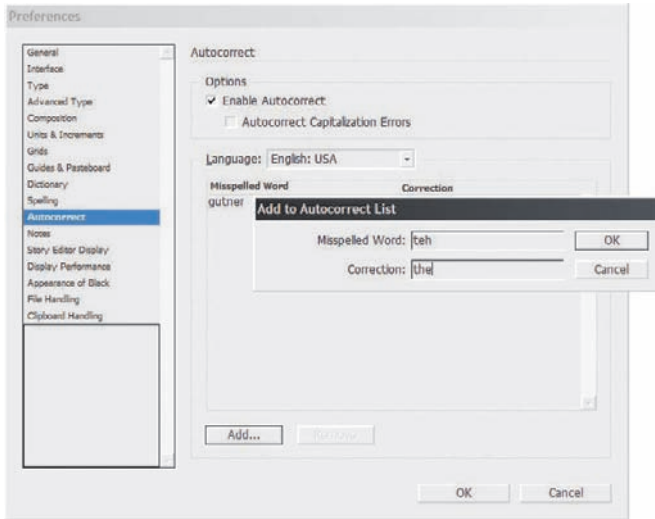 Preferences
General
Interface
Type
Advanced Type
Composition
Units & Increments
Grids
Guides & Pasteboard
Dictionary
Spelling
Autocorrect
Notes
Story Editor Display
Display Performance
Appearance of Black
File Handling
Clipboard Handling
Autocorrect
Options
Enable Autocorrect
Autocorrect Capitalization Errors
Language: English: USA
Misspelled Word Correction
gutner
Add to Autocorrect List
Misspelled Word: teh OK
Correction: the Cancel
Add... Remove
OK Cancel